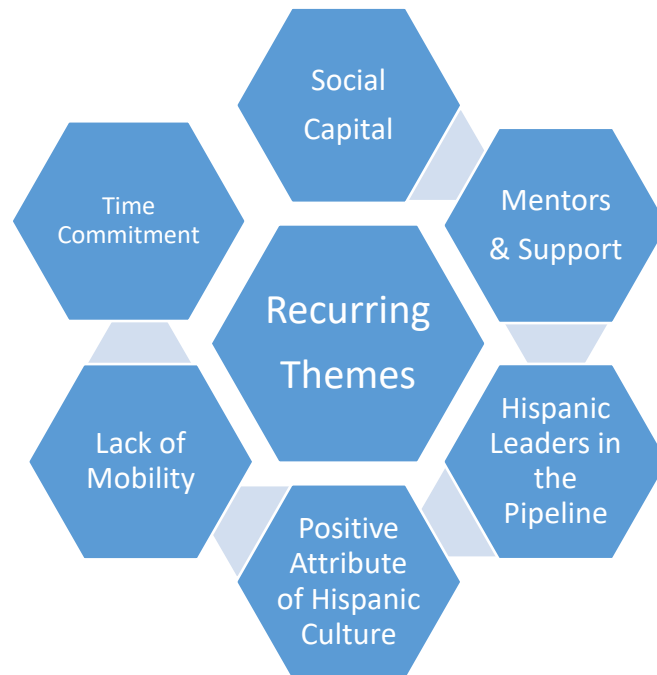 Social
Capital
Mentors
& Support
Hispanic
Leaders in
the
Pipeline
Positive
Attribute
of Hispanic
Culture
Lack of
Mobility
Time
Commitment
Recurring
Themes